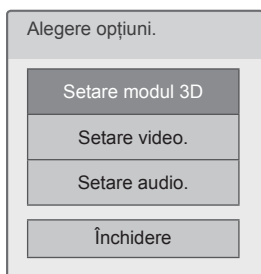 Alegere opțiuni.
Setare modul 3D
Setare video.
Setare audio.
Închidere